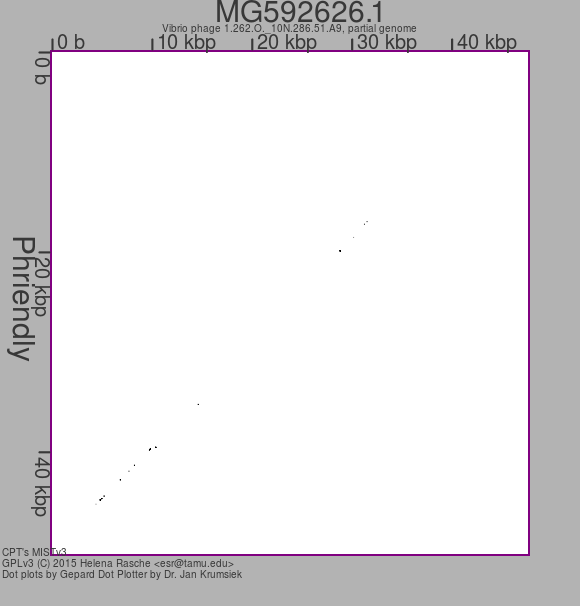 MG592626.1
Vibrio phage 1.262.O._10N.286.51.A9, partial genome
0 b
10 kbp
20 kbp
30 kbp
40 kbp
0 b
20 kbp
40 kbp
Phriendly
CPT's MISTv3
GPLv3 (C) 2015 Helena Rasche <esr@tamu.edu>
Dot plots by Gepard Dot Plotter by Dr. Jan Krumsiek